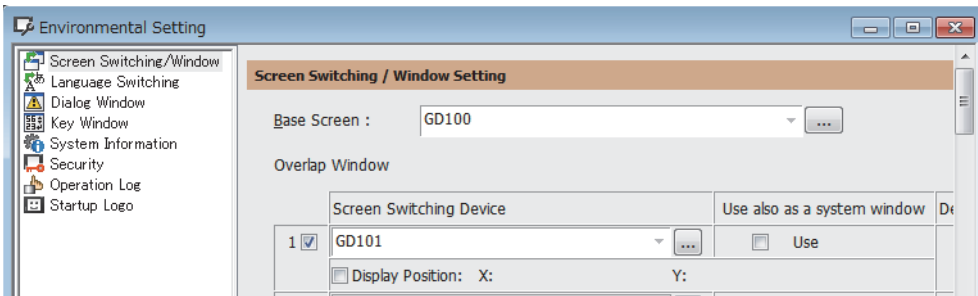 Environmental Setting
Screen Switching/Window
Language Switching
Dialog Window
Key Window
System Information
Security
Operation Log
Startup Logo
Screen Switching / Window Setting
Base Screen : GD100 ...
Overlap Window
Screen Switching Device Use also as a system window
1 GD101 ... Use
Display Position: X: Y: